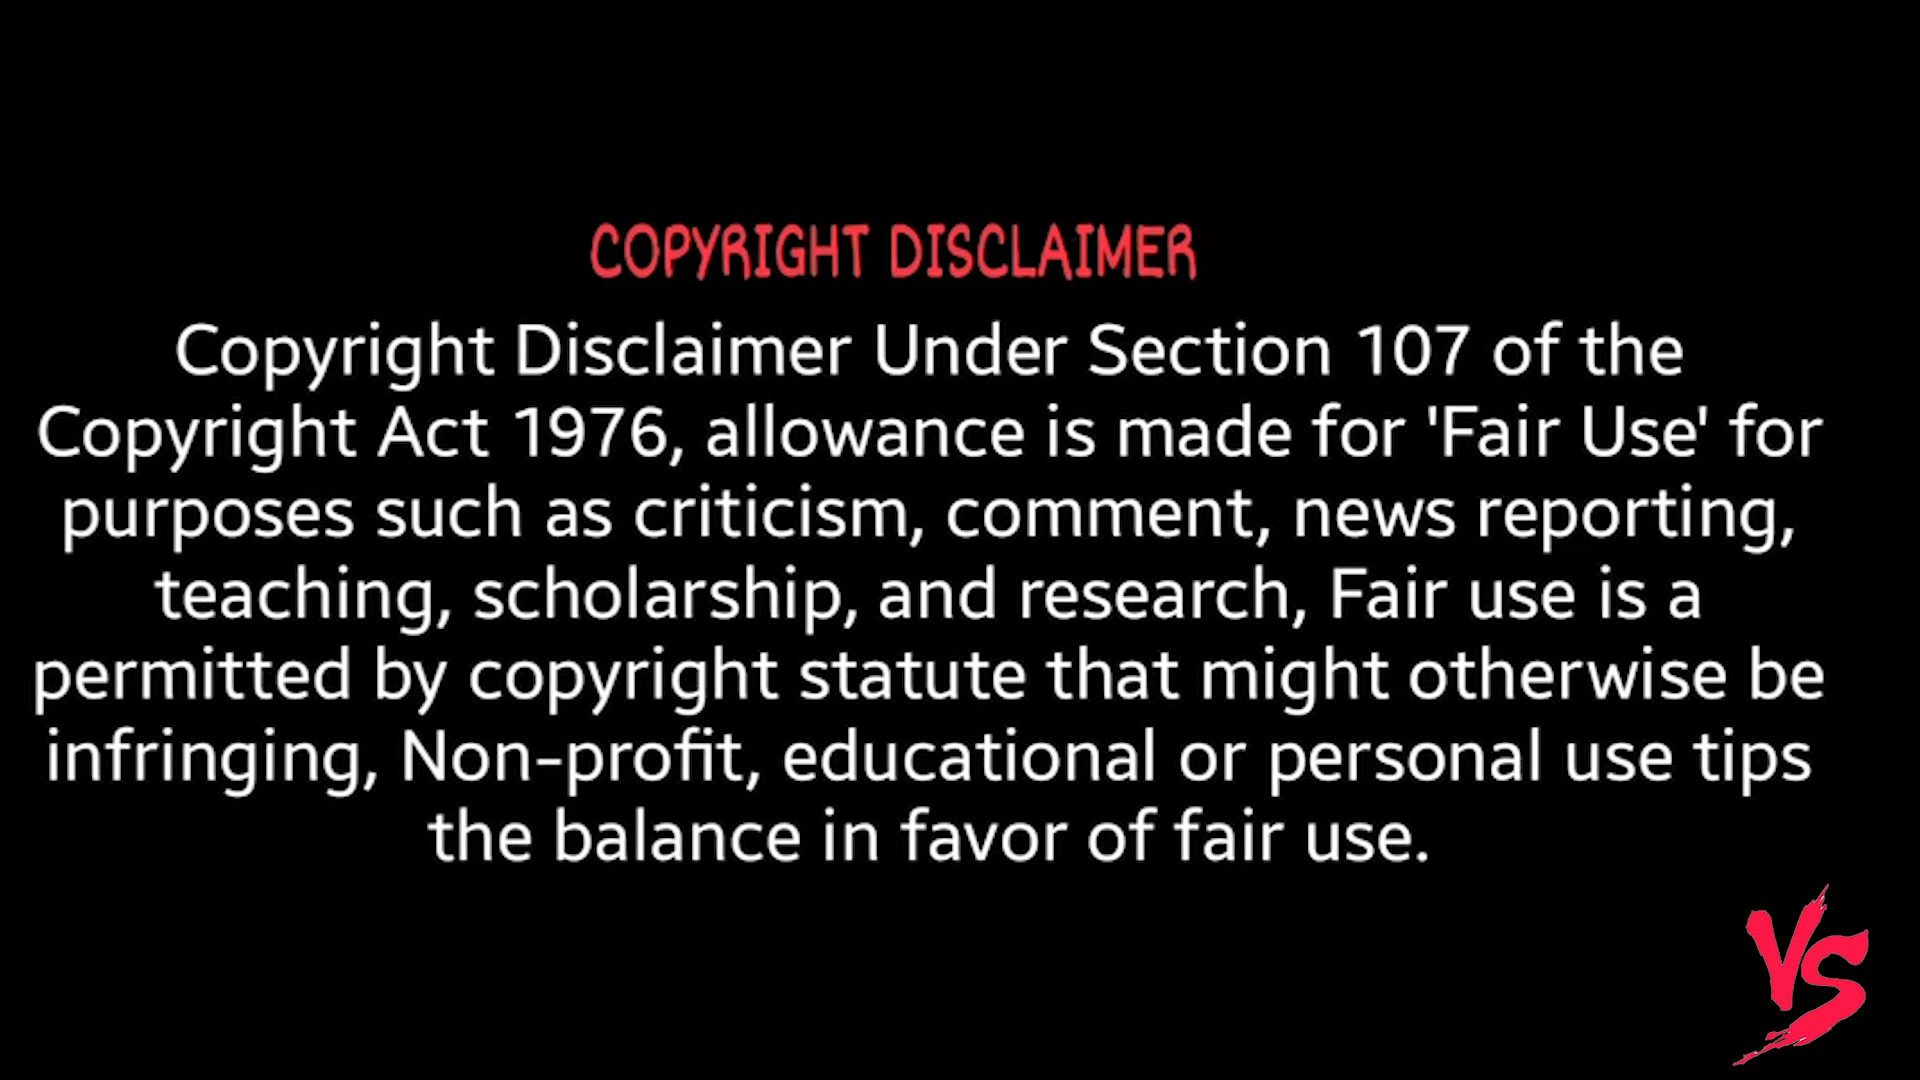 COPYRIGHT DISCLAIMER
Copyright Disclaimer Under Section 107 of the
Copyright Act 1976, allowance is made for 'Fair Use' for
purposes such as criticism, comment, news reporting,
teaching, scholarship, and research, Fair use is a
permitted by copyright statute that might otherwise be
infringing, Non-profit, educational or personal use tips
the balance in favor of fair use.
VS